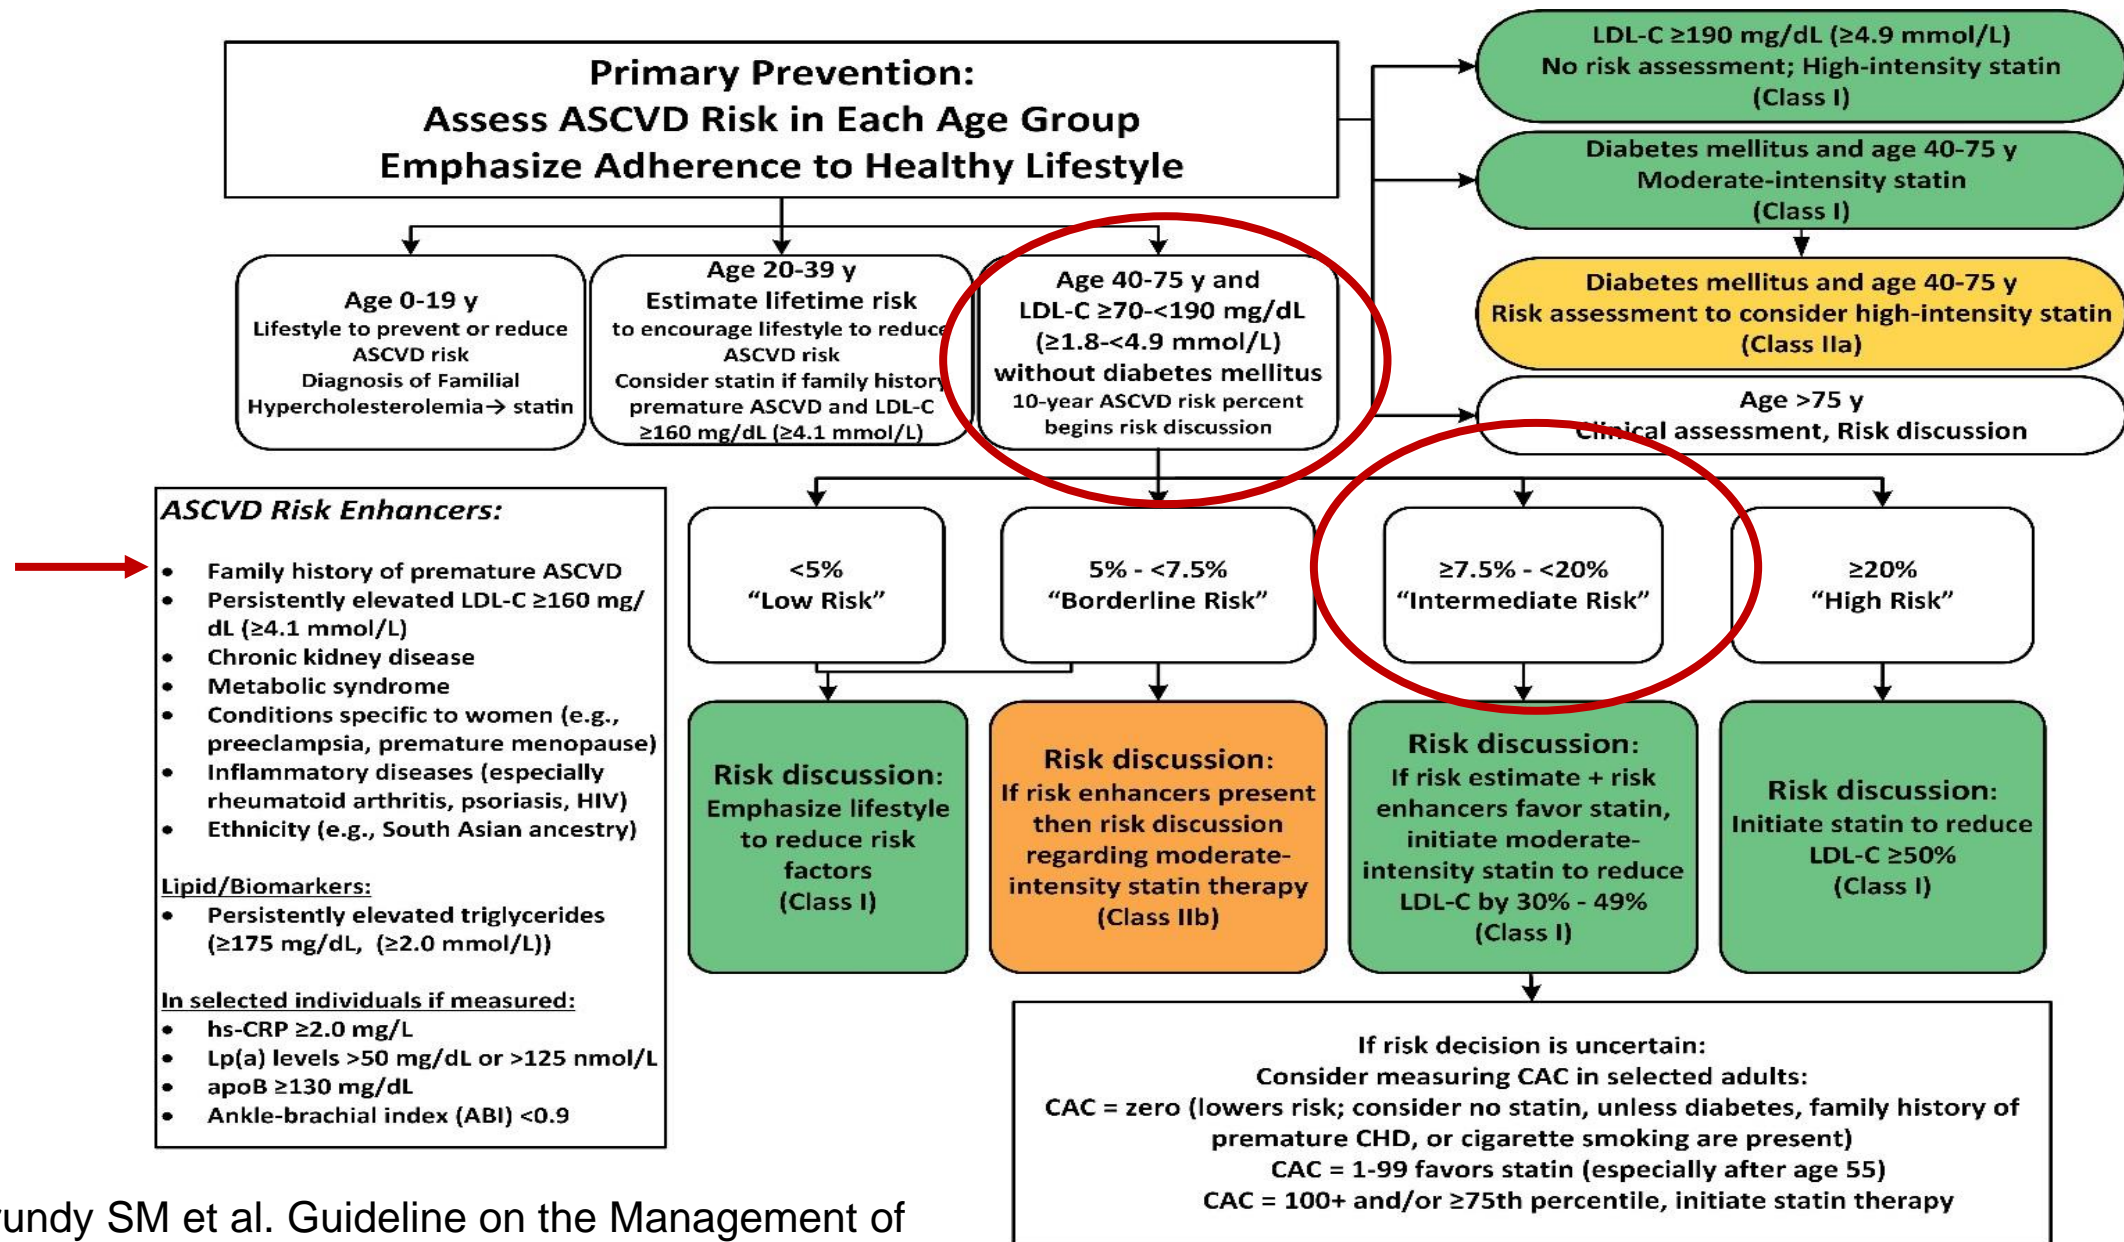 Primary Prevention:
Assess ASCVD Risk in Each Age Group
Emphasize Adherence to Healthy Lifestyle
LDL-C ≥190 mg/dL (≥4.9 mmol/L)
No risk assessment; High-intensity statin
(Class I)
Diabetes mellitus and age 40-75 y
Moderate-intensity statin
(Class I)
Diabetes mellitus and age 40-75 y
Risk assessment to consider high-intensity statin
(Class IIa)
Age >75 y
Clinical assessment, Risk discussion
Age 0-19 y
Lifestyle to prevent or reduce
ASCVD risk
Diagnosis of Familial
Hypercholesterolemia→ statin
Age 20-39 y
Estimate lifetime risk
to encourage lifestyle to reduce
ASCVD risk
Consider statin if family history
premature ASCVD and LDL-C
≥160 mg/dL (≥4.1 mmol/L)
Age 40-75 y and
LDL-C ≥70-<190 mg/dL
(≥1.8-<4.9 mmol/L)
without diabetes mellitus
10-year ASCVD risk percent
begins risk discussion
ASCVD Risk Enhancers:
• Family history of premature ASCVD
• Persistently elevated LDL-C ≥160 mg/
dL (≥4.1 mmol/L)
• Chronic kidney disease
• Metabolic syndrome
• Conditions specific to women (e.g.,
preeclampsia, premature menopause)
• Inflammatory diseases (especially
rheumatoid arthritis, psoriasis, HIV)
• Ethnicity (e.g., South Asian ancestry)
Lipid/Biomarkers:
• Persistently elevated triglycerides
(≥175 mg/dL, (≥2.0 mmol/L))
In selected individuals if measured:
• hs-CRP ≥2.0 mg/L
• Lp(a) levels >50 mg/dL or >125 nmol/L
• apoB ≥130 mg/dL
• Ankle-brachial index (ABI) <0.9
<5%
“Low Risk”
5% - <7.5%
“Borderline Risk”
≥7.5% - <20%
“Intermediate Risk”
≥20%
“High Risk”
Risk discussion:
Emphasize lifestyle
to reduce risk
factors
(Class I)
Risk discussion:
If risk enhancers present
then risk discussion
regarding moderate-
intensity statin therapy
(Class IIb)
Risk discussion:
If risk estimate + risk
enhancers favor statin,
initiate moderate-
intensity statin to reduce
LDL-C by 30% - 49%
(Class I)
Risk discussion:
Initiate statin to reduce
LDL-C ≥50%
(Class I)
If risk decision is uncertain:
Consider measuring CAC in selected adults:
CAC = zero (lowers risk; consider no statin, unless diabetes, family history of
premature CHD, or cigarette smoking are present)
CAC = 1-99 favors statin (especially after age 55)
CAC = 100+ and/or ≥75th percentile, initiate statin therapy
undy SM et al. Guideline on the Management of